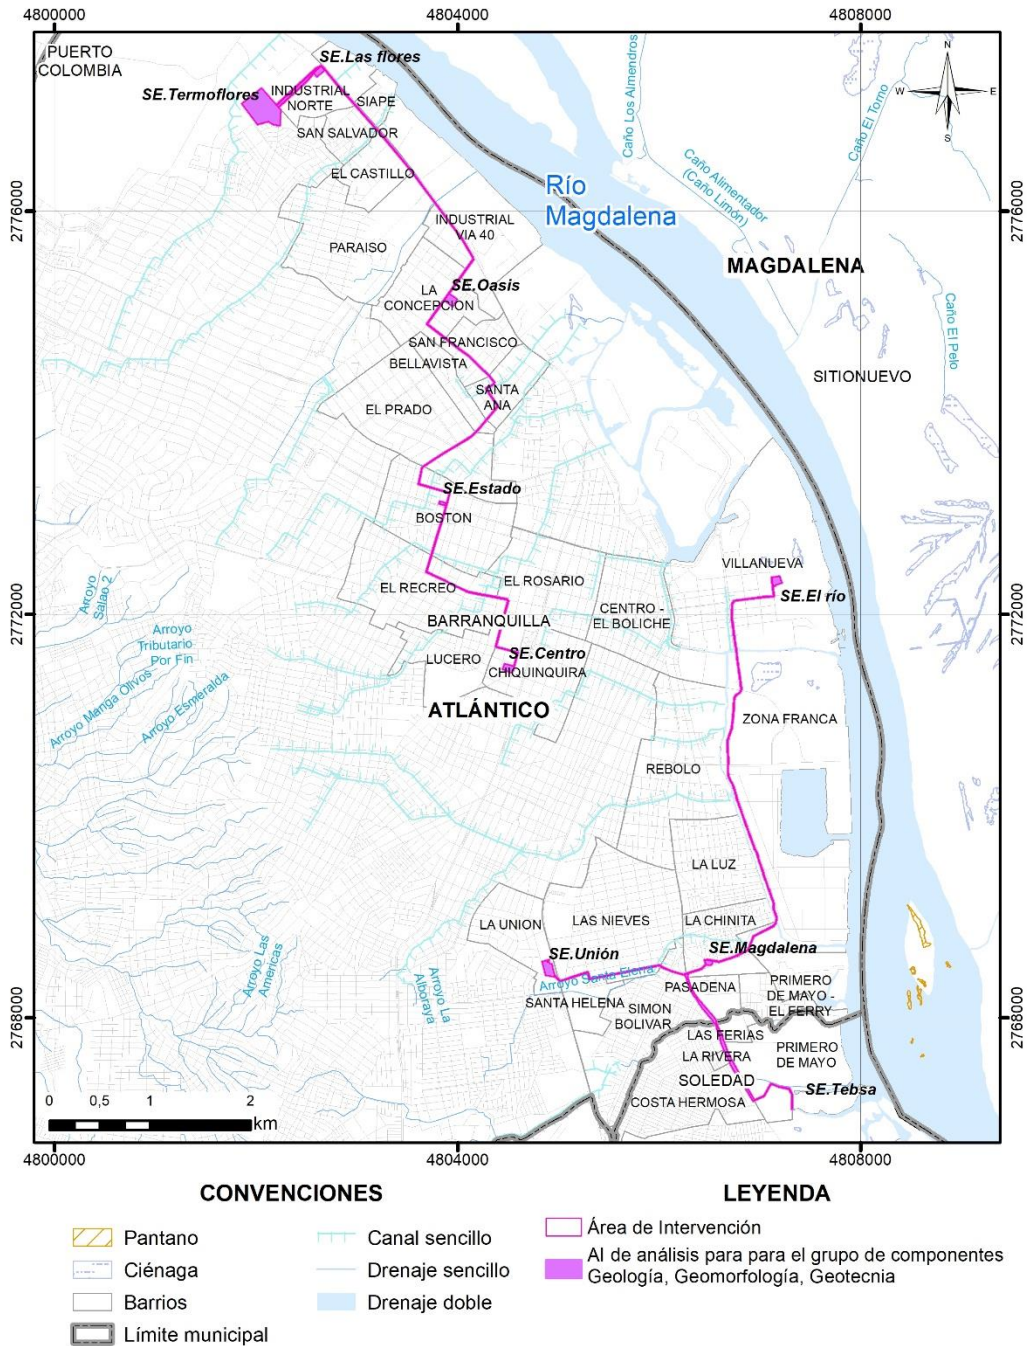 4800000
4804000
4808000
PUERTO
COLOMBIA
SE.Las flores
SE.Termoflores
INDUSTRIAL
NORTE
SIAPE
SAN SALVADOR
EL CASTILLO
N
W
E
S
Caño Los Almendros
Caño El Torno
Caño Alimentador
(Caño Limón)
Río
Magdalena
2776000
2776000
INDUSTRIAL
VIA 40
PARAISO
MAGDALENA
SE.Oasis
LA
CONCEPCION
Caño El Pelo
SAN FRANCISCO
BELLAVISTA
SITIONUEVO
SANTA
ANA
EL PRADO
SE.Estado
BOSTON
VILLANUEVA
EL ROSARIO
EL RECREO
SE.El río
Arroyo
Salao 2
2772000
2772000
CENTRO -
EL BOLICHE
BARRANQUILLA
Arroyo
Tributario
Por Fin
LUCERO
SE.Centro
CHIQUINQUIRA
Arroyo Manga Olivos
Arroyo Esmeralda
ATLÁNTICO
ZONA FRANCA
REBOLO
LA LUZ
LA UNION
LAS NIEVES
LA CHINITA
SE.Unión
SE.Magdalena
Arroyo Las
Americas
Arroyo La
Alboraya
Arroyo Santa Elena
PASADENA
PRIMERO
DE MAYO -
EL FERRY
SANTA HELENA
SIMON
BOLIVAR
2768000
2768000
LAS FERIAS
LA RIVERA
PRIMERO
DE MAYO
SOLEDAD
SE.Tebsa
COSTA HERMOSA
0
0,5
1
2
km
4800000
4804000
4808000
CONVENCIONES
LEYENDA
Pantano
Ciénaga
Barrios
Límite municipal
Canal sencillo
Drenaje sencillo
Drenaje doble
Área de Intervención
AI de análisis para para el grupo de componentes
Geología, Geomorfología, Geotecnia